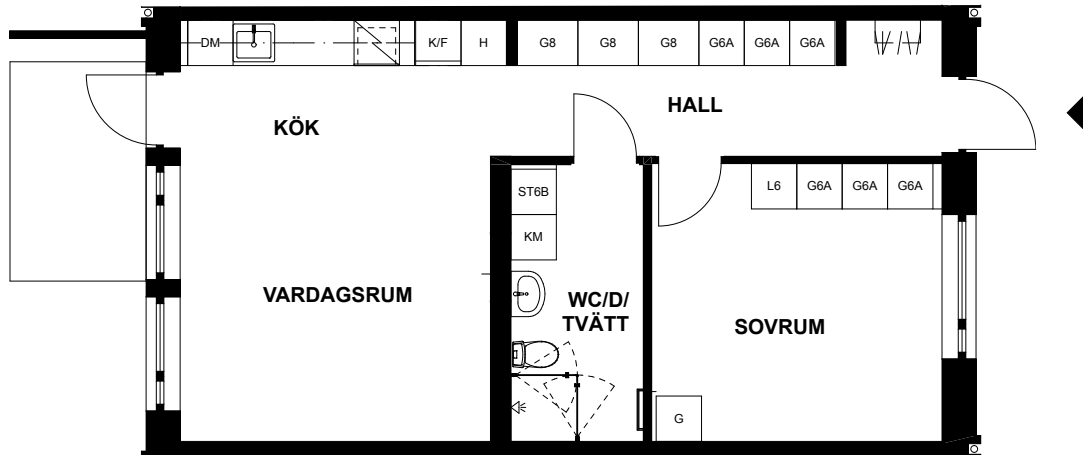 DM
K/F
H
G8
G8
G8
G6A
G6A
G6A
HALL
KÖK
ST6B
KM
L6
G6A
G6A
G6A
VARDAGSRUM
WC/D/
TVÄTT
SOVRUM
G